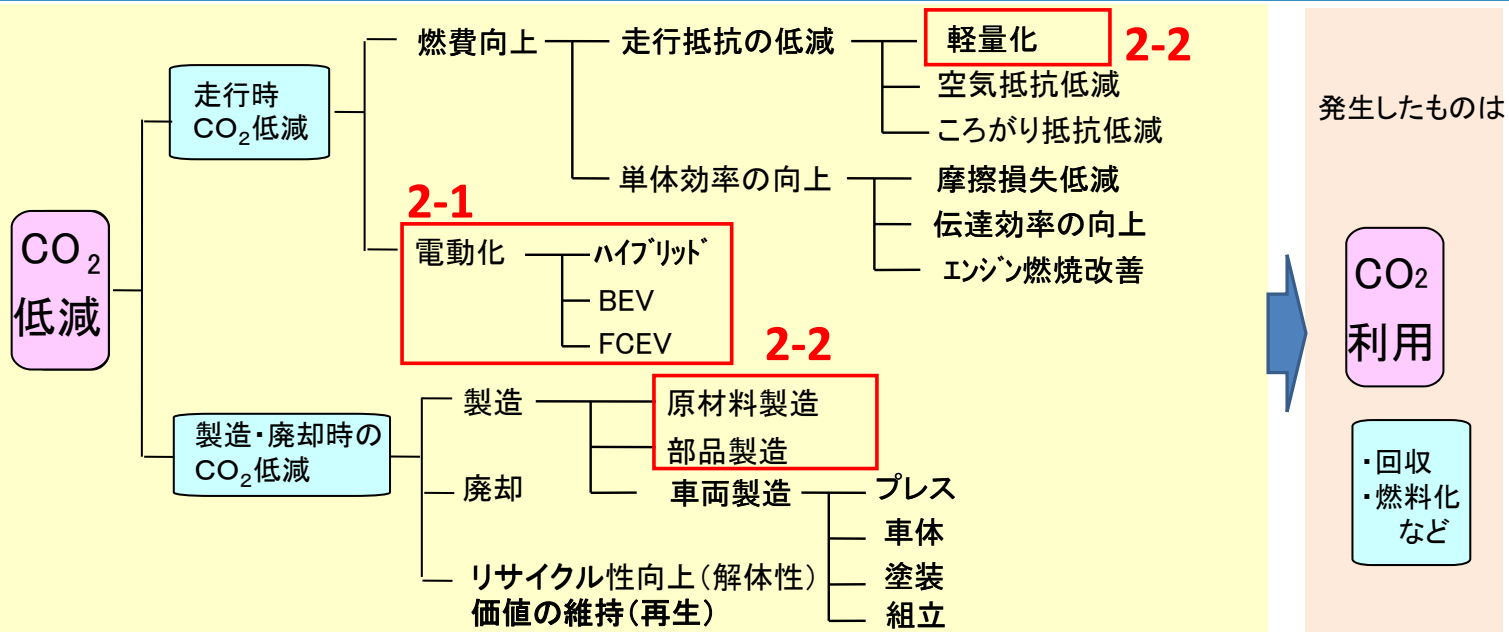 CO₂
低減
走行時
CO₂低減
燃費向上
走行抵抗の低減
軽量化
2-2
空気抵抗低減
ころがり抵抗低減
単体効率の向上
摩擦損失低減
伝達効率の向上
エンジン燃焼改善
2-1
電動化
ハイブリッド
BEV
FCEV
製造・廃却時の
CO₂低減
製造
2-2
原材料製造
部品製造
車両製造
プレス
車体
塗装
組立
廃却
リサイクル性向上（解体性）
価値の維持（再生）
発生したものは
CO₂
利用
・回収
・燃料化
など